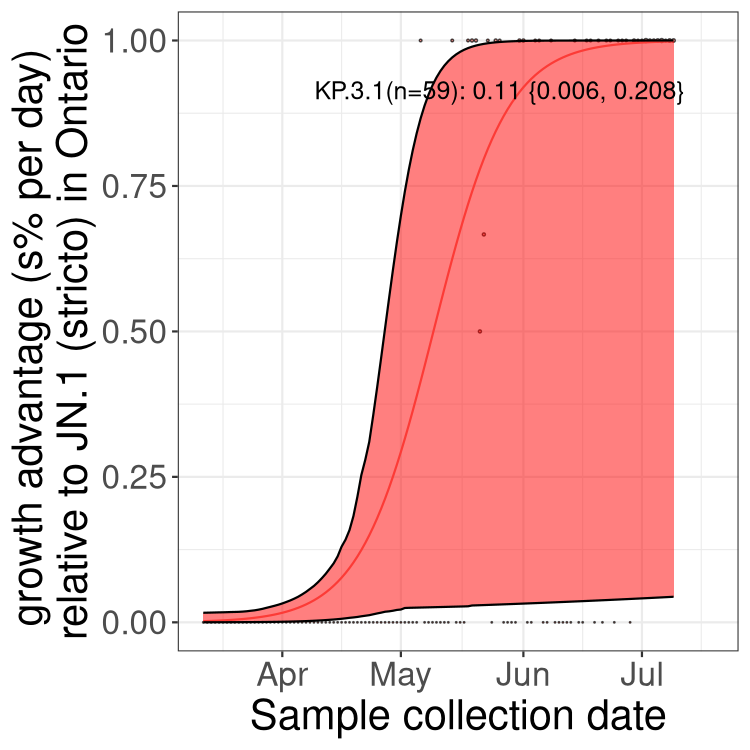 growth advantage (s% per day)
relative to JN.1 (stricto) in Ontario
1.00
0.75
0.50
0.25
0.00
KP.3.1(n=59): 0.11 {0.006, 0.208}
Apr May Jun Jul
Sample collection date